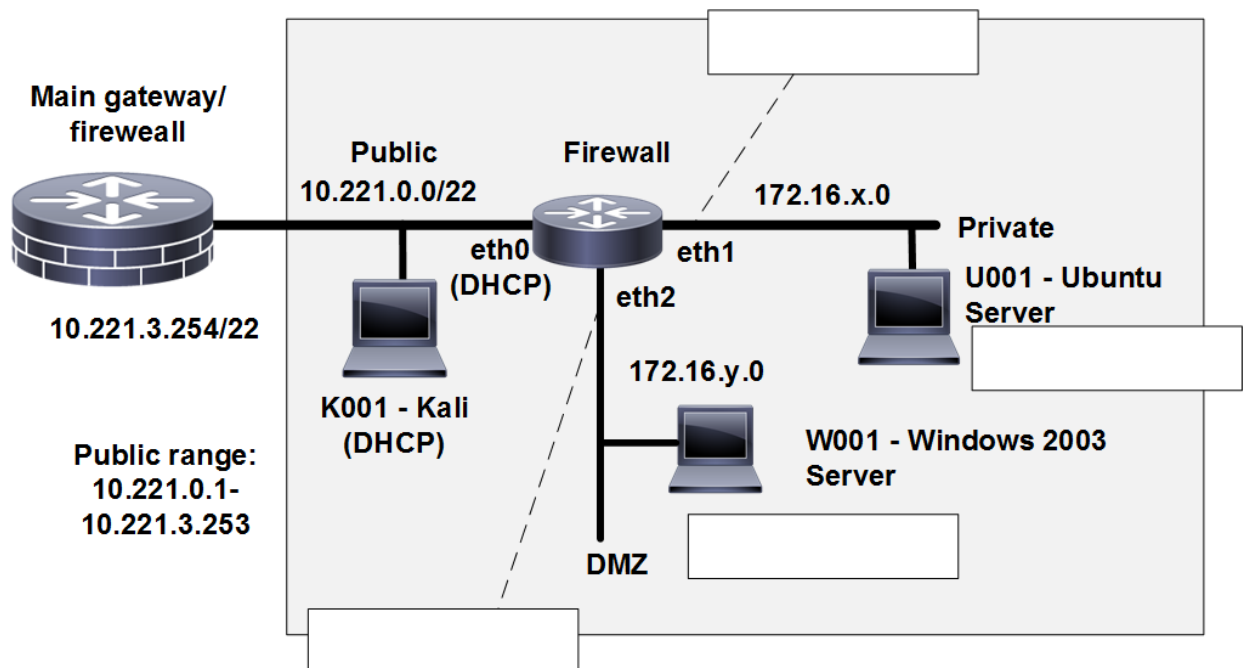 Main gateway/
fireweall
10.221.3.254/22
Public range:
10.221.0.1-
10.221.3.253
Public
10.221.0.0/22
eth0
(DHCP)
K001 - Kali
(DHCP)
Firewall
eth1
eth2
172.16.x.0
Private
U001 - Ubuntu
Server
172.16.y.0
W001 - Windows 2003
Server
DMZ